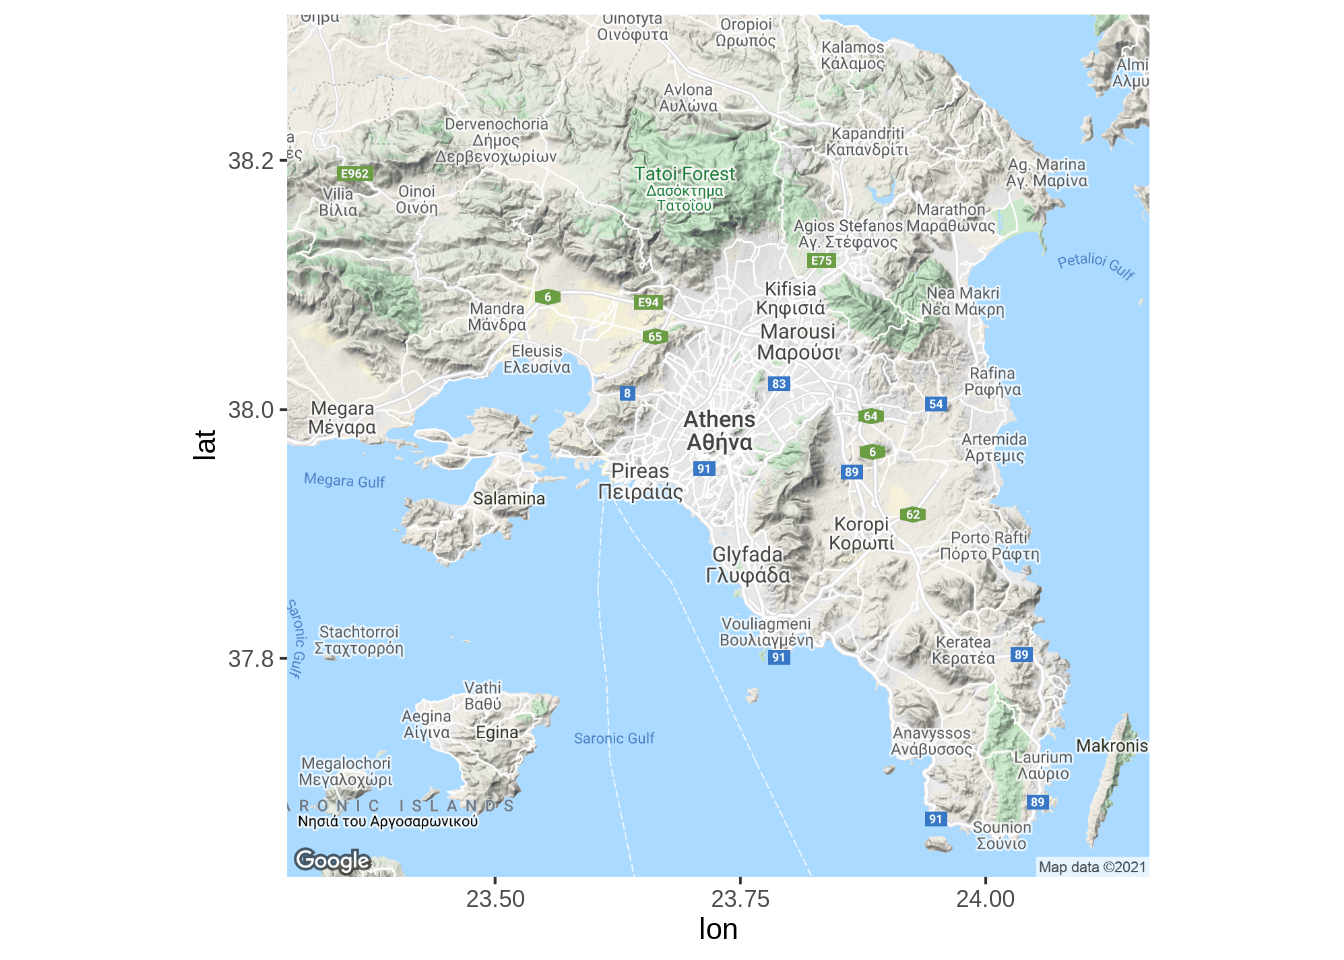 Θήβα
Oinofyta
Οινόφυτα
Oropioi
Ωρωπός
Kalamos
Κάλαμος
Avlona
Αυλώνα
Dervenochoria
Δήμος
Δερβενοχωρίων
Kapandriti
Καπανδρίτι
38.2
E962
Tatoi Forest
Δασόκτημα
Τατοΐου
Ag. Marina
Αγ. Μαρίνα
Vilia
Βίλια
Oinoi
Οινόη
Agios Stefanos
Αγ. Στέφανος
Marathon
Μαραθώνας
E75
Petalioi Gulf
6
E94
Kifisia
Κηφισιά
Nea Makri
Νέα Μάκρη
Mandra
Μάνδρα
65
Marousi
Μαρούσι
Eleusis
Ελευσίνα
8
83
Rafina
Ραφήνα
54
38.0
Megara
Μέγαρα
Athens
Αθήνα
64
6
Artemida
Άρτεμις
lat
Megara Gulf
Pireas
Πειραιάς
91
89
Salamina
Koropi
Κορωπί
62
Glyfada
Γλυφάδα
Porto Rafti
Πόρτο Ράφτη
Saronic Gulf
Stachtorroi
Σταχτορρόη
Vouliagmeni
Βουλιαγμένη
91
Keratea
Κερατέα
89
37.8
Vathi
Βαθύ
Aegina
Αίγινα
Egina
Saronic Gulf
Anavyssos
Ανάβυσσος
Makronis
Megalochori
Μεγαλοχώρι
Laurium
Λαύριο
ARONIC ISLANDS
Νησιά του Αργοσαρωνικού
89
91
Sounion
Σούνιο
Google
Map data ©2021
23.50
23.75
24.00
lon